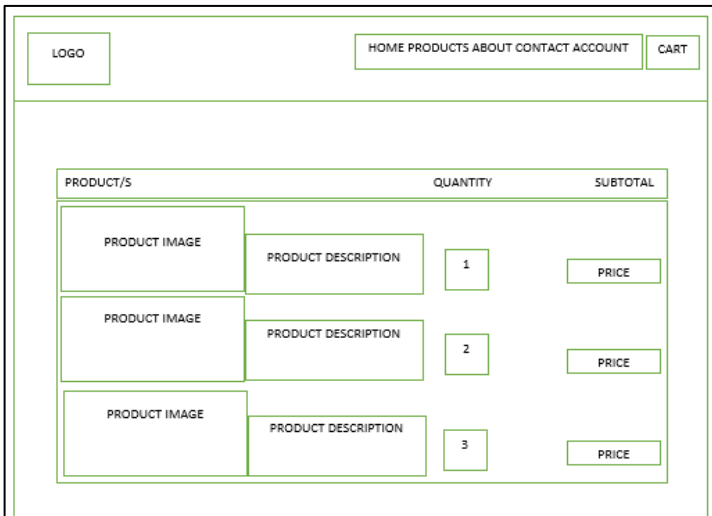 LOGO
HOME PRODUCTS ABOUT CONTACT ACCOUNT
CART
PRODUCT/S QUANTITY SUBTOTAL
PRODUCT IMAGE
PRODUCT DESCRIPTION
1
PRICE
PRODUCT IMAGE
PRODUCT DESCRIPTION
2
PRICE
PRODUCT IMAGE
PRODUCT DESCRIPTION
3
PRICE